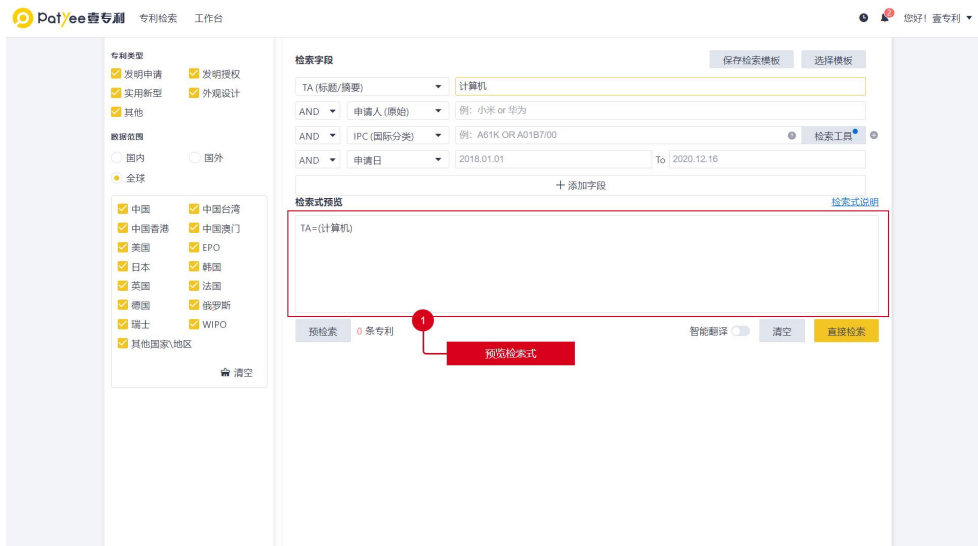 Patyee壹专利 专利检索 工作台 2 您好！壹专利
专利类型
发明申请 发明授权
实用新型 外观设计
其他
数据范围
国内 国外
全球
中国 中国台湾
中国香港 中国澳门
美国 EPO
日本 韩国
英国 法国
德国 俄罗斯
瑞士 WIPO
其他国家\地区
清空
检索字段 保存检索模板 选择模板
TA (标题/摘要) 计算机
AND 申请人 (原始) 例：小米 or 华为
AND IPC (国际分类) 例：A61K OR A01B7/00 检索工具
AND 申请日 2018.01.01 To 2020.12.16
添加字段
检索式预览 检索式说明
TA=(计算机)
预检索 0 条专利 1 智能翻译 清空 直接检索
预览检索式